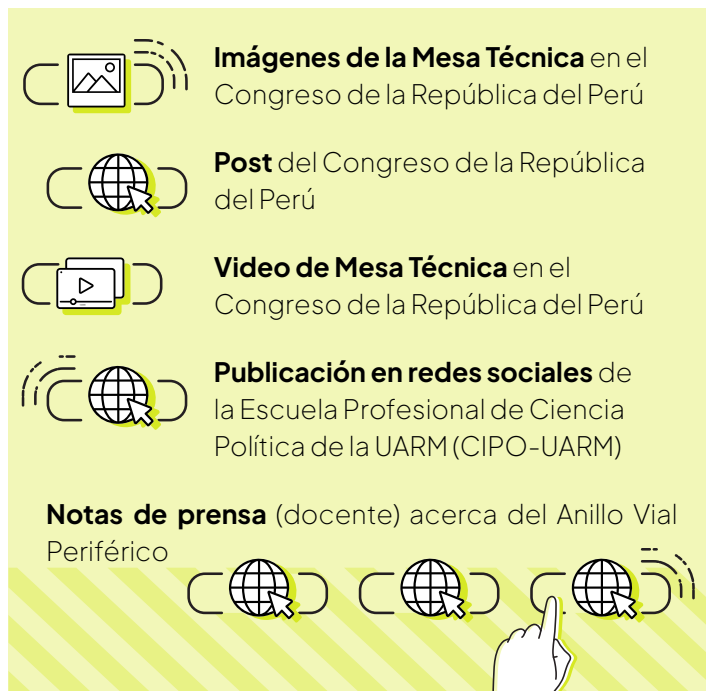 Imágenes de la Mesa Técnica en el
Congreso de la República del Perú
Post del Congreso de la República
del Perú
Video de Mesa Técnica en el
Congreso de la República del Perú
Publicación en redes sociales de
la Escuela Profesional de Ciencia
Política de la UARM (CIPO-UARM)
Notas de prensa (docente) acerca del Anillo Vial
Periférico